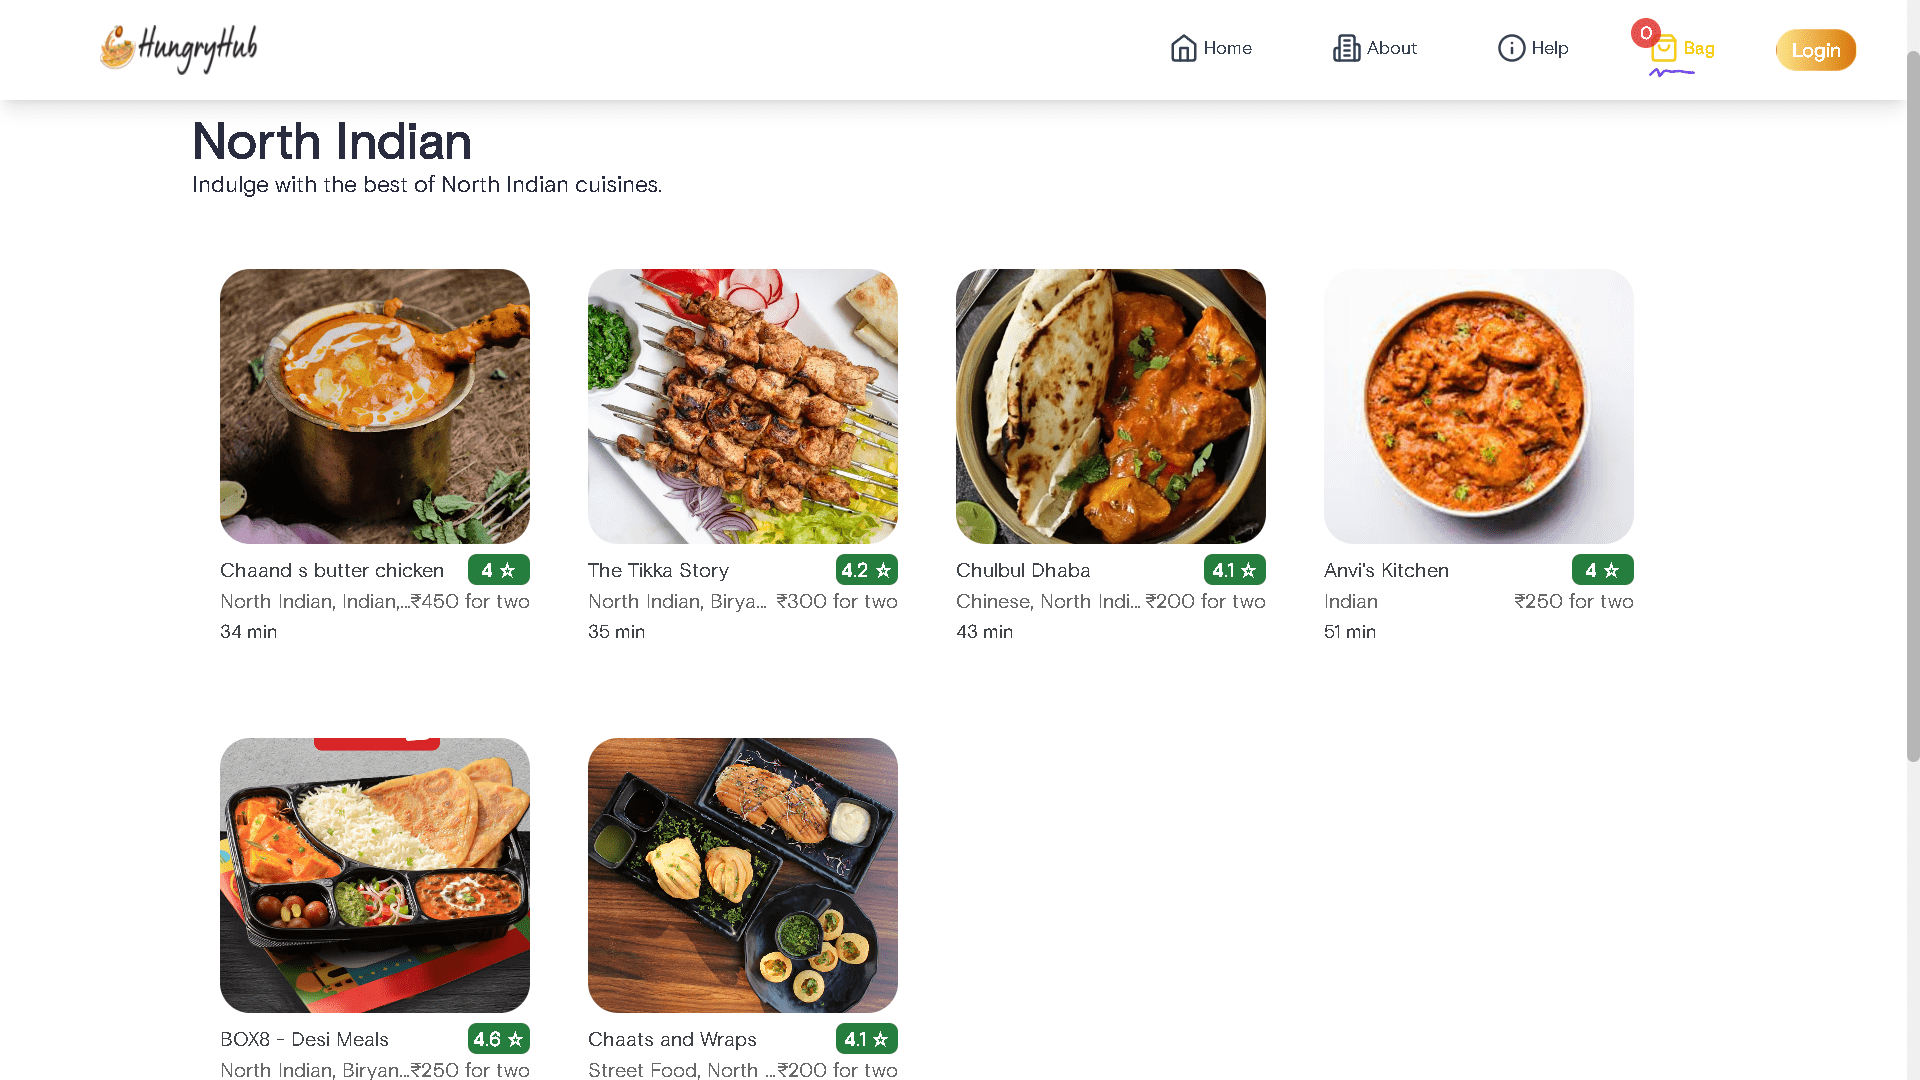 HungryHub
Home
About
Help
0
Bag
Login
North Indian
Indulge with the best of North Indian cuisines.
Chaand s butter chicken 4 ☆
North Indian, Indian,...₹450 for two
34 min
The Tikka Story 4.2 ☆
North Indian, Birya... ₹300 for two
35 min
Chulbul Dhaba 4.1 ☆
Chinese, North Indi... ₹200 for two
43 min
Anvi's Kitchen 4 ☆
Indian ₹250 for two
51 min
BOX8 - Desi Meals 4.6 ☆
North Indian, Biryan...₹250 for two
Chaats and Wraps 4.1 ☆
Street Food, North ...₹200 for two